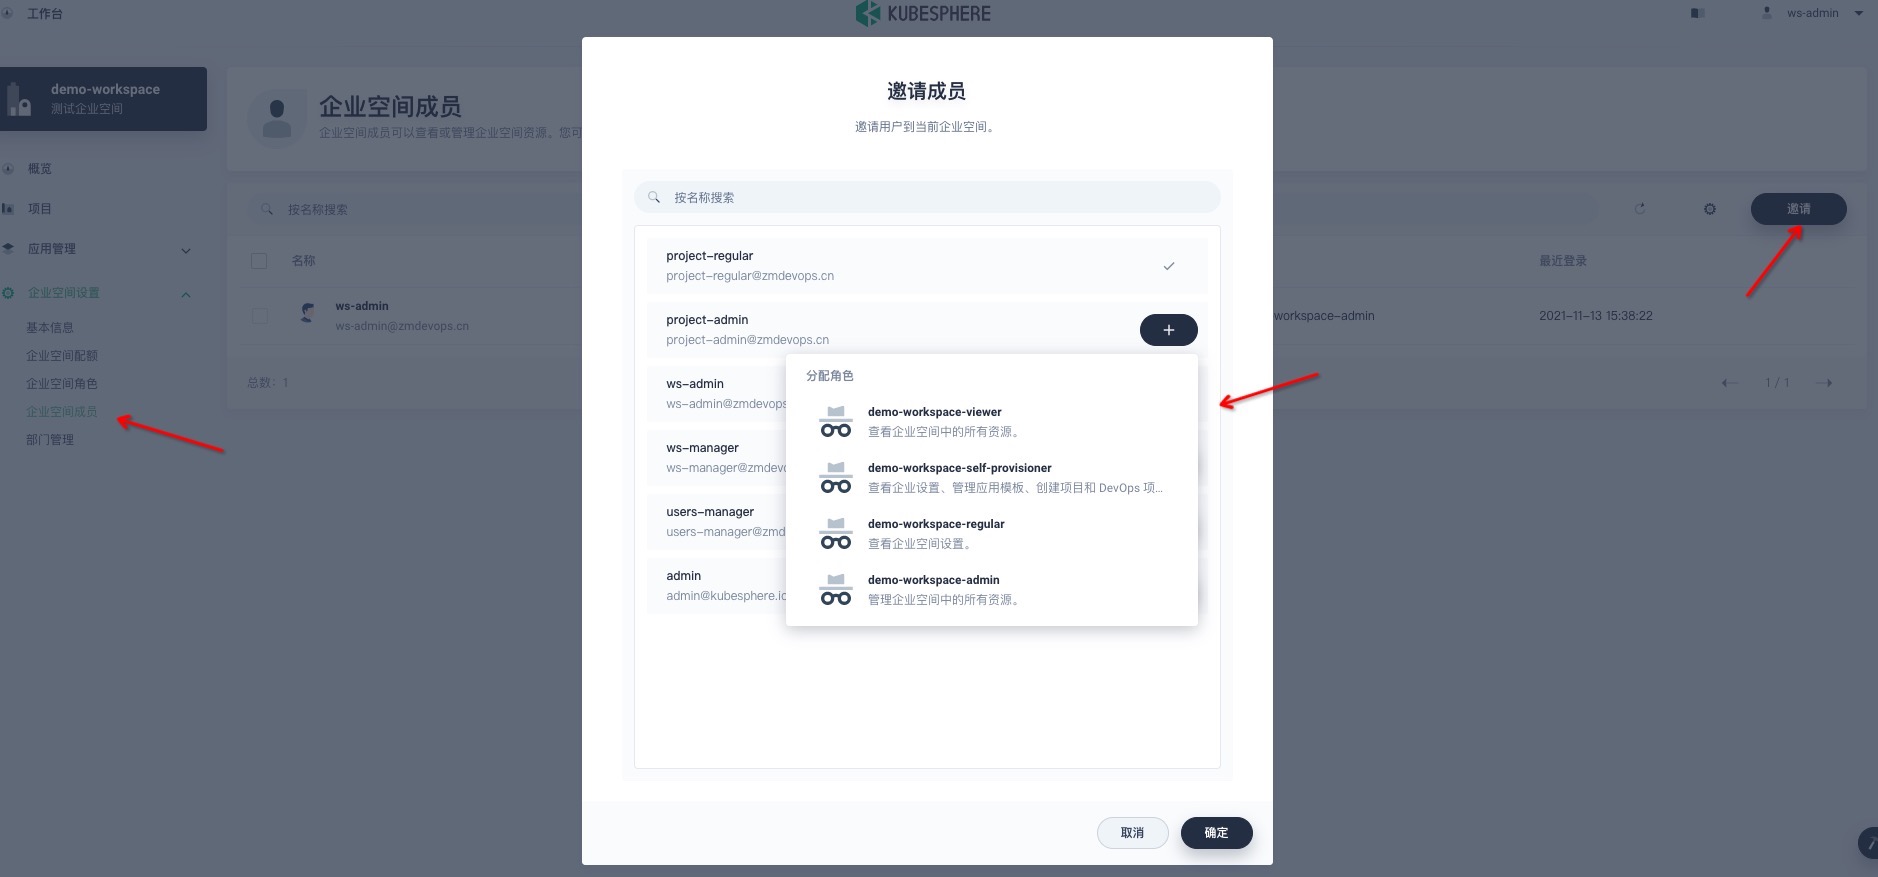 工作台
KUBESPHERE
ws-admin
demo-workspace
测试企业空间
概览
项目
应用管理
企业空间设置
基本信息
企业空间配额
企业空间角色
企业空间成员
部门管理
企业空间成员
企业空间成员可以查看或管理企业空间资源。您可
按名称搜索
邀请
名称
最近登录
ws-admin
ws-admin@zmdevops.cn
workspace-admin
2021-11-13 15:38:22
总数：1
1 / 1
邀请成员
邀请用户到当前企业空间。
按名称搜索
project-regular
project-regular@zmdevops.cn
project-admin
project-admin@zmdevops.cn
ws-admin
ws-admin@zmdevops
ws-manager
ws-manager@zmdevo
users-manager
users-manager@zmd
admin
admin@kubesphere.io
分配角色
demo-workspace-viewer
查看企业空间中的所有资源。
demo-workspace-self-provisioner
查看企业设置、管理应用模板、创建项目和 DevOps 项...
demo-workspace-regular
查看企业空间设置。
demo-workspace-admin
管理企业空间中的所有资源。
取消
确定